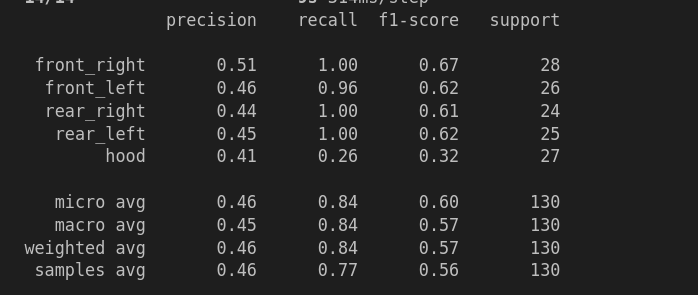 14/14 9s 514ms/step
precision recall f1-score support
front_right 0.51 1.00 0.67 28
front_left 0.46 0.96 0.62 26
rear_right 0.44 1.00 0.61 24
rear_left 0.45 1.00 0.62 25
hood 0.41 0.26 0.32 27
micro avg 0.46 0.84 0.60 130
macro avg 0.45 0.84 0.57 130
weighted avg 0.46 0.84 0.57 130
samples avg 0.46 0.77 0.56 130